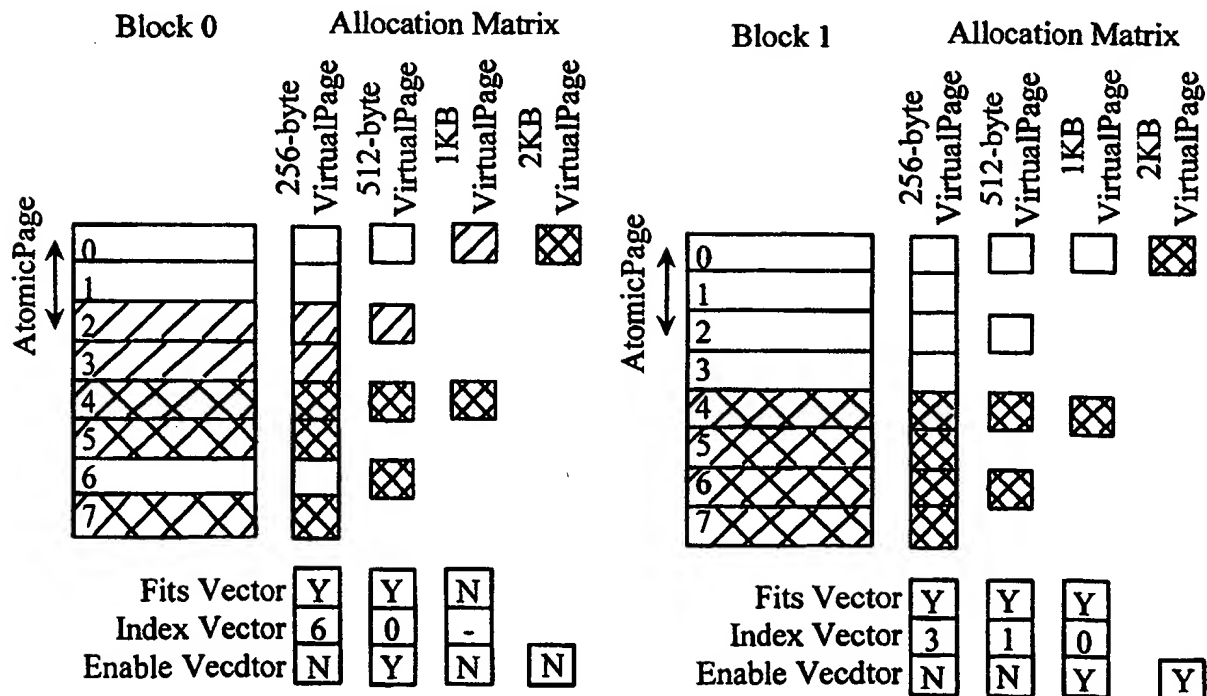 Block 0
Allocation Matrix
256-byte
VirtualPage
512-byte
VirtualPage
1KB
VirtualPage
2KB
VirtualPage
AtomicPage
0
1
2
3
4
5
6
7
Fits Vector Y Y N
Index Vector 6 0 -
Enable Vecdtor N Y N N
Block 1
Allocation Matrix
256-byte
VirtualPage
512-byte
VirtualPage
1KB
VirtualPage
2KB
VirtualPage
AtomicPage
0
1
2
3
4
5
6
7
Fits Vector Y Y Y
Index Vector 3 1 0
Enable Vecdtor N N Y Y